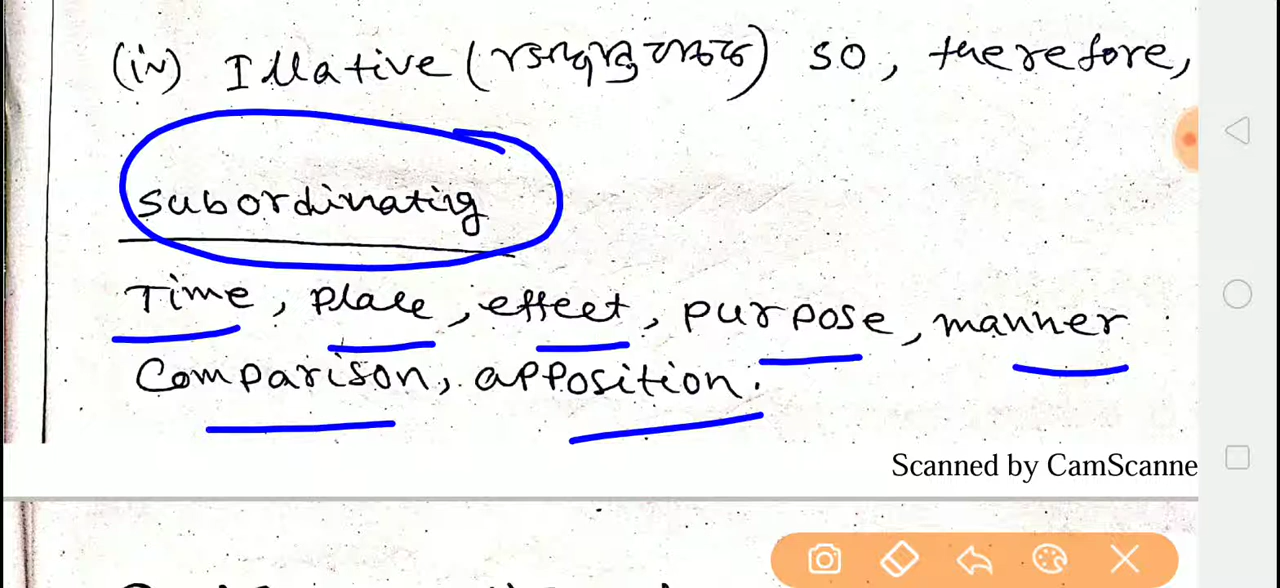 (iv) Illative ( ) so, therefore,
subordinating
Time, place, effect, purpose, manner
Comparison, apposition.
Scanned by CamScanne